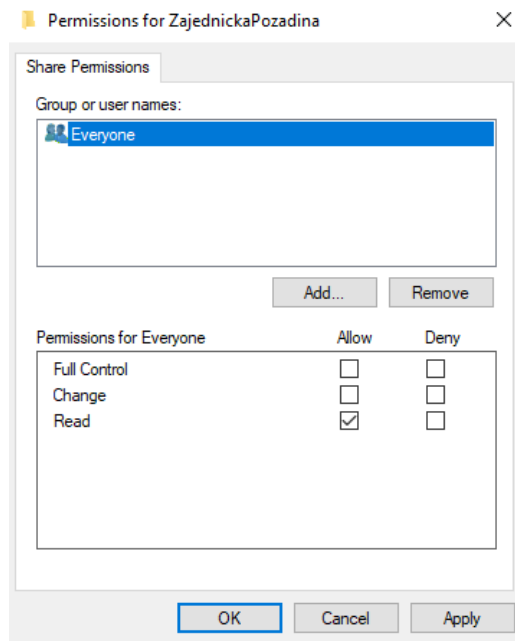 Permissions for ZajednickaPozadina
Share Permissions
Group or user names:
Everyone
Add... Remove
Permissions for Everyone Allow Deny
Full Control
Change
Read
OK Cancel Apply